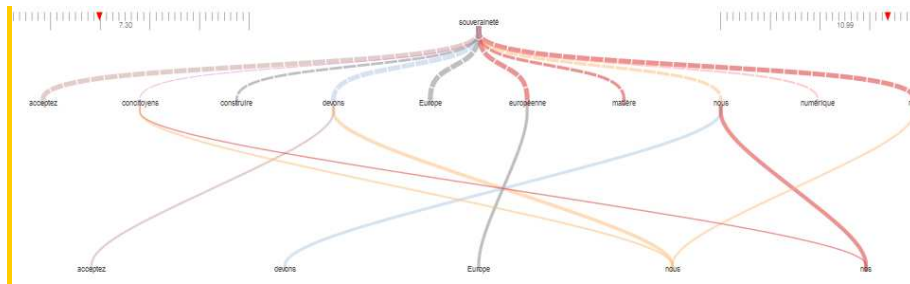 souveraineté
7.30 10.99
acceptez concitoyens construire devons Europe européenne matière nous numérique
acceptez devons Europe nous nos